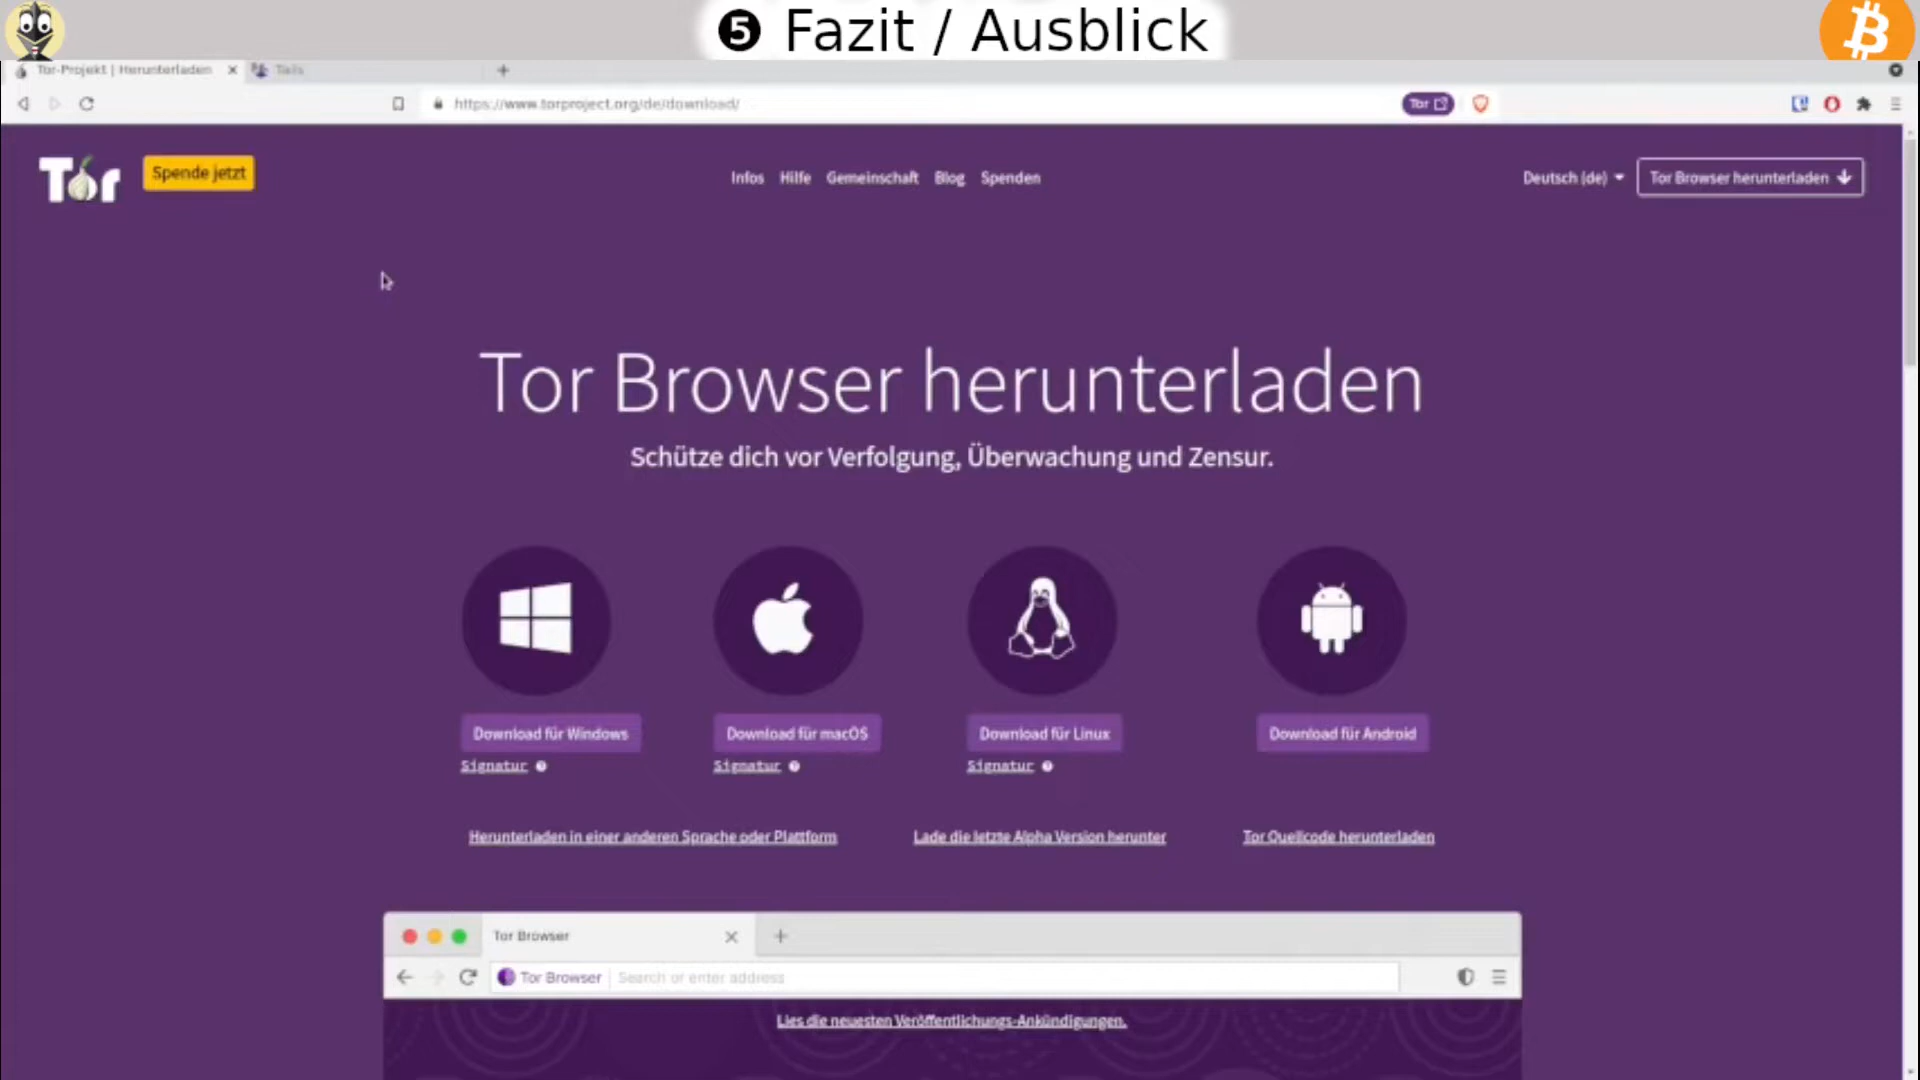 ❺ Fazit / Ausblick
Tor-Projekt | Herunterladen
Tails
https://www.torproject.org/de/download/
Tor
Tor
Spende jetzt
Infos Hilfe Gemeinschaft Blog Spenden
Deutsch (de)
Tor Browser herunterladen
Tor Browser herunterladen
Schütze dich vor Verfolgung, Überwachung und Zensur.
Download für Windows
Download für macOS
Download für Linux
Download für Android
Signatur
Signatur
Signatur
Herunterladen in einer anderen Sprache oder Plattform
Lade die letzte Alpha Version herunter
Tor Quellcode herunterladen
Tor Browser
Tor Browser
Search or enter address
Lies die neuesten Veröffentlichungs-Ankündigungen.